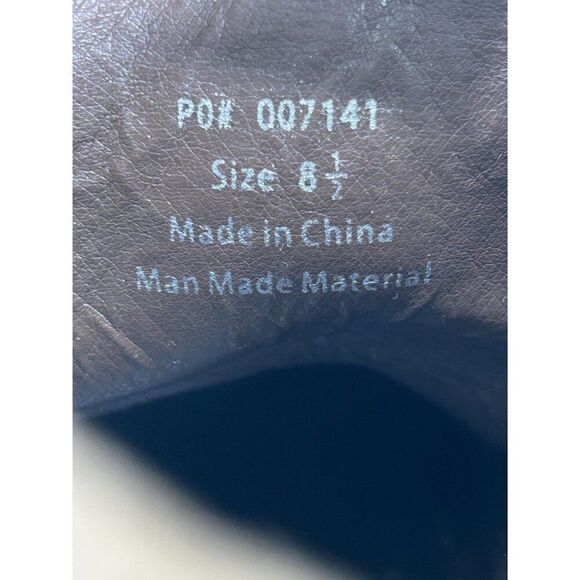 PO# 007141
Size 8 ½
Made in China
Man Made Material